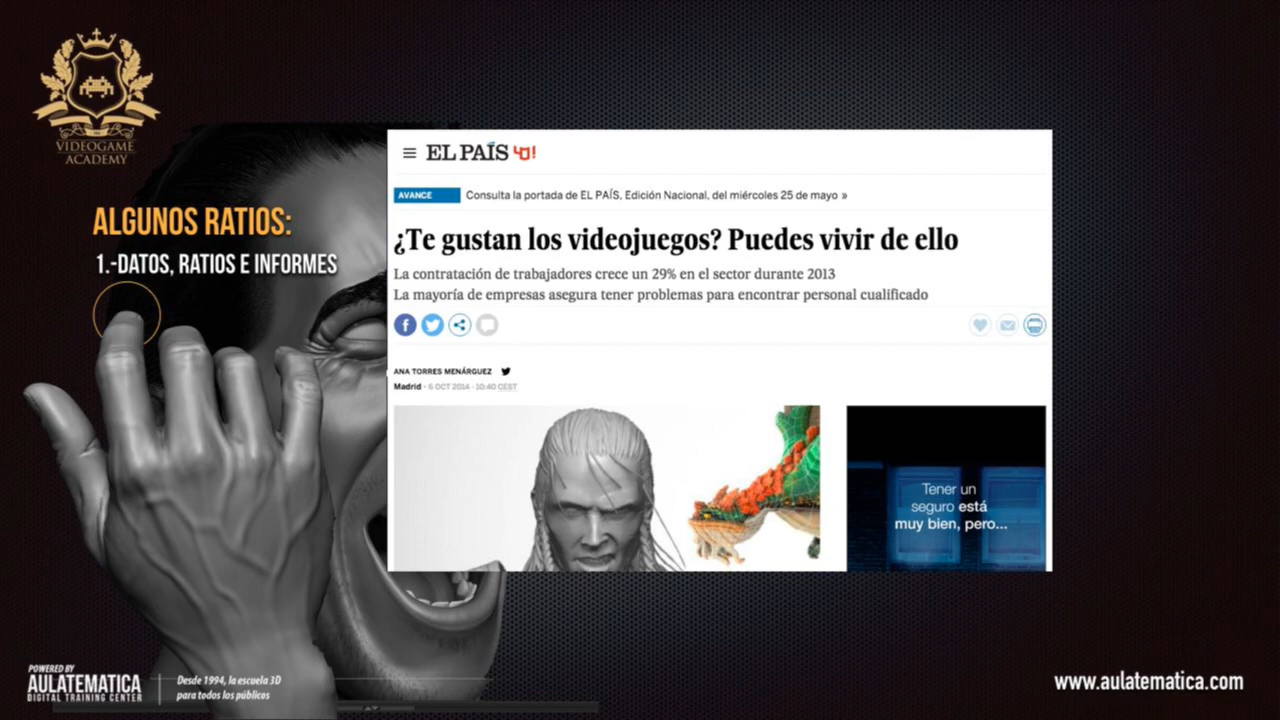 VIDEOGAME
ACADEMY
ALGUNOS RATIOS:
1.-DATOS, RATIOS E INFORMES
EL PAÍS 40!
AVANCE Consulta la portada de EL PAÍS, Edición Nacional, del miércoles 25 de mayo »
¿Te gustan los videojuegos? Puedes vivir de ello
La contratación de trabajadores crece un 29% en el sector durante 2013
La mayoría de empresas asegura tener problemas para encontrar personal cualificado
ANA TORRES MENÁRGUEZ
Madrid - 6 OCT 2014 - 10:40 CEST
Tener un
seguro está
muy bien, pero...
POWERED BY
AULATEMATICA
DIGITAL TRAINING CENTER
Desde 1994, la escuela 3D
para todos los públicos
www.aulatematica.com